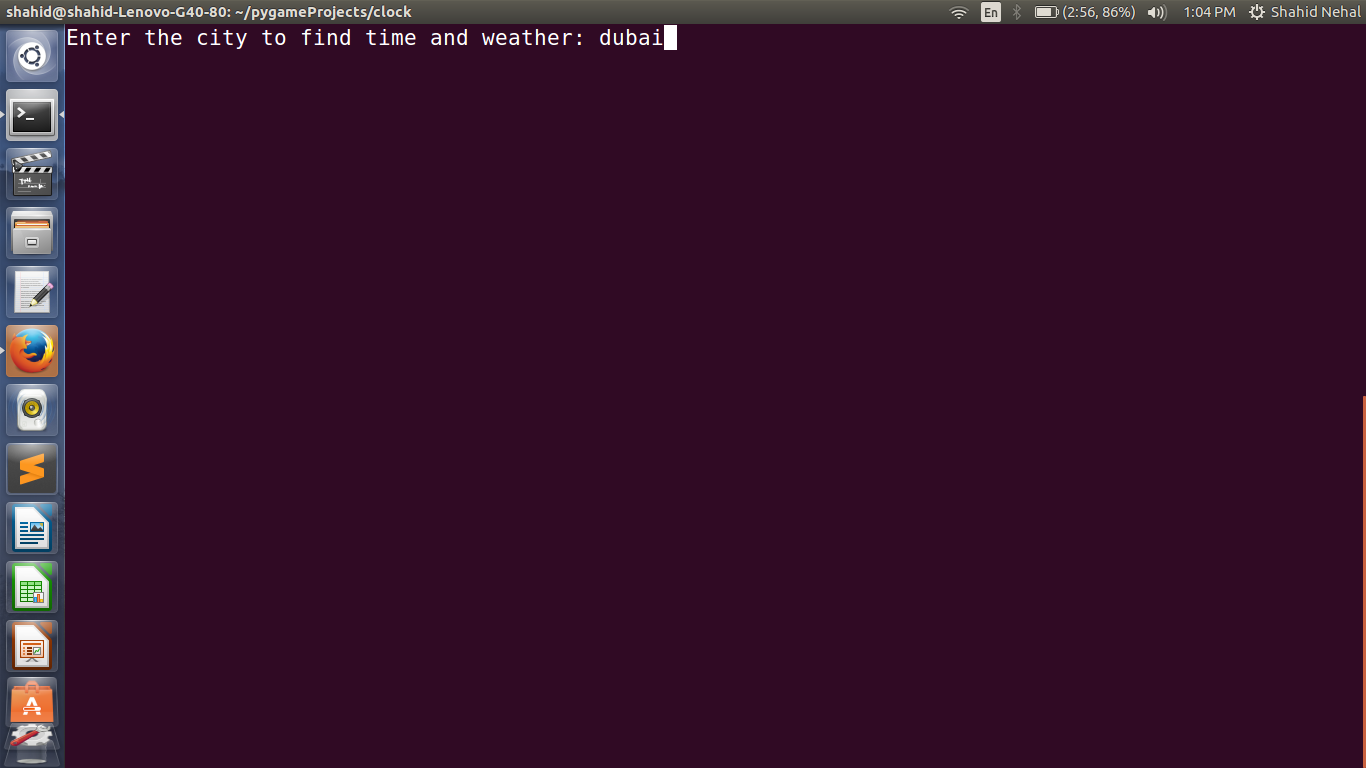 shahid@shahid-Lenovo-G40-80: ~/pygameProjects/clock En (2:56, 86%) 1:04 PM Shahid Nehal
Enter the city to find time and weather: dubai